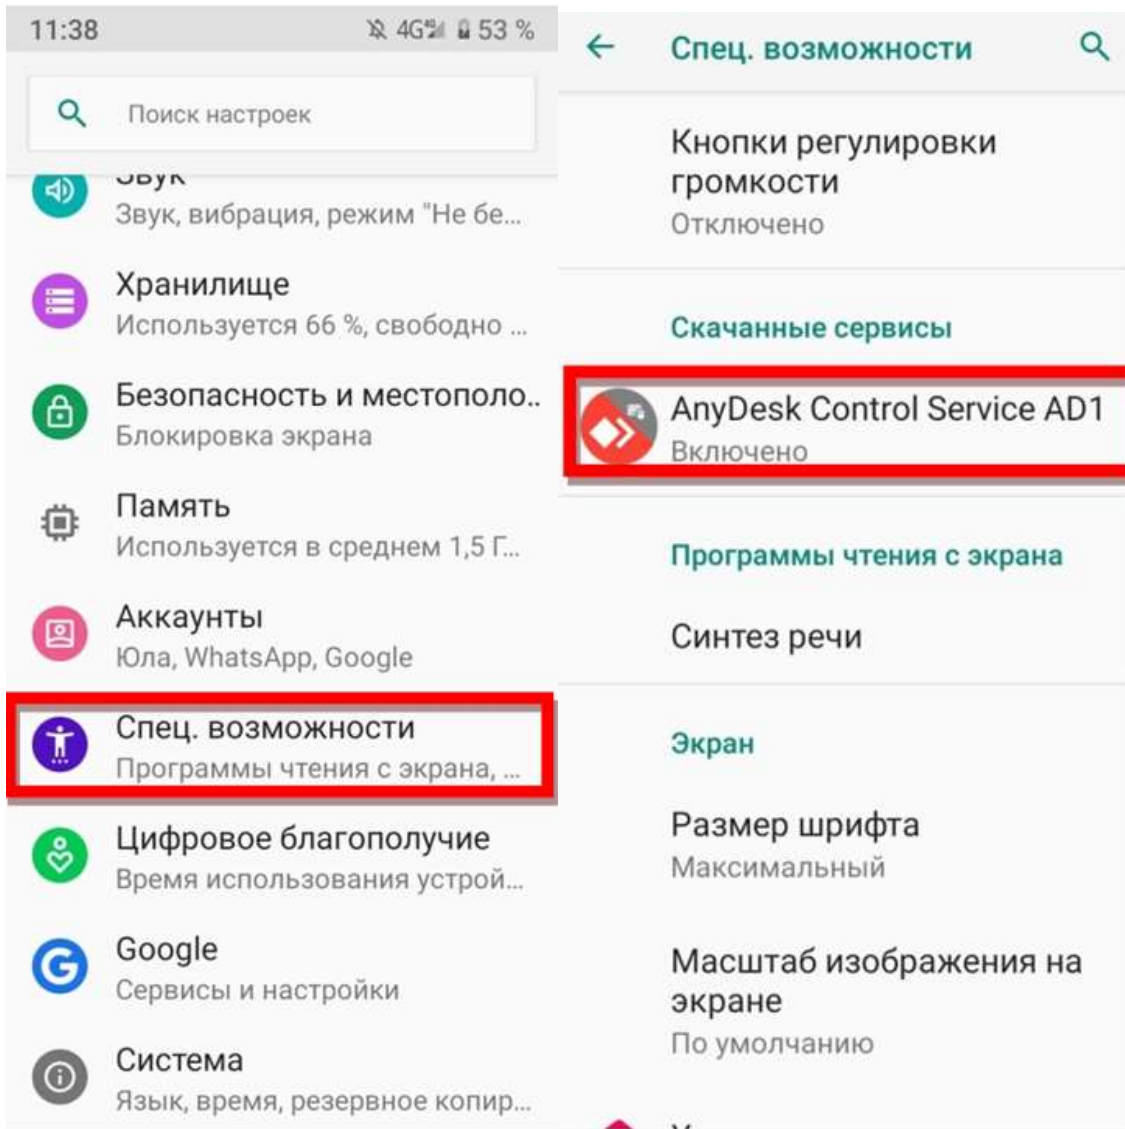 11:38
4G 53 %
Поиск настроек
Звук
Звук, вибрация, режим "Не бе...
Хранилище
Используется 66 %, свободно ...
Безопасность и местополо..
Блокировка экрана
Память
Используется в среднем 1,5 Г...
Аккаунты
Юла, WhatsApp, Google
Спец. возможности
Программы чтения с экрана, ...
Цифровое благополучие
Время использования устрой...
Google
Сервисы и настройки
Система
Язык, время, резервное копир...
Спец. возможности
Кнопки регулировки
громкости
Отключено
Скачанные сервисы
AnyDesk Control Service AD1
Включено
Программы чтения с экрана
Синтез речи
Экран
Размер шрифта
Максимальный
Масштаб изображения на
экране
По умолчанию